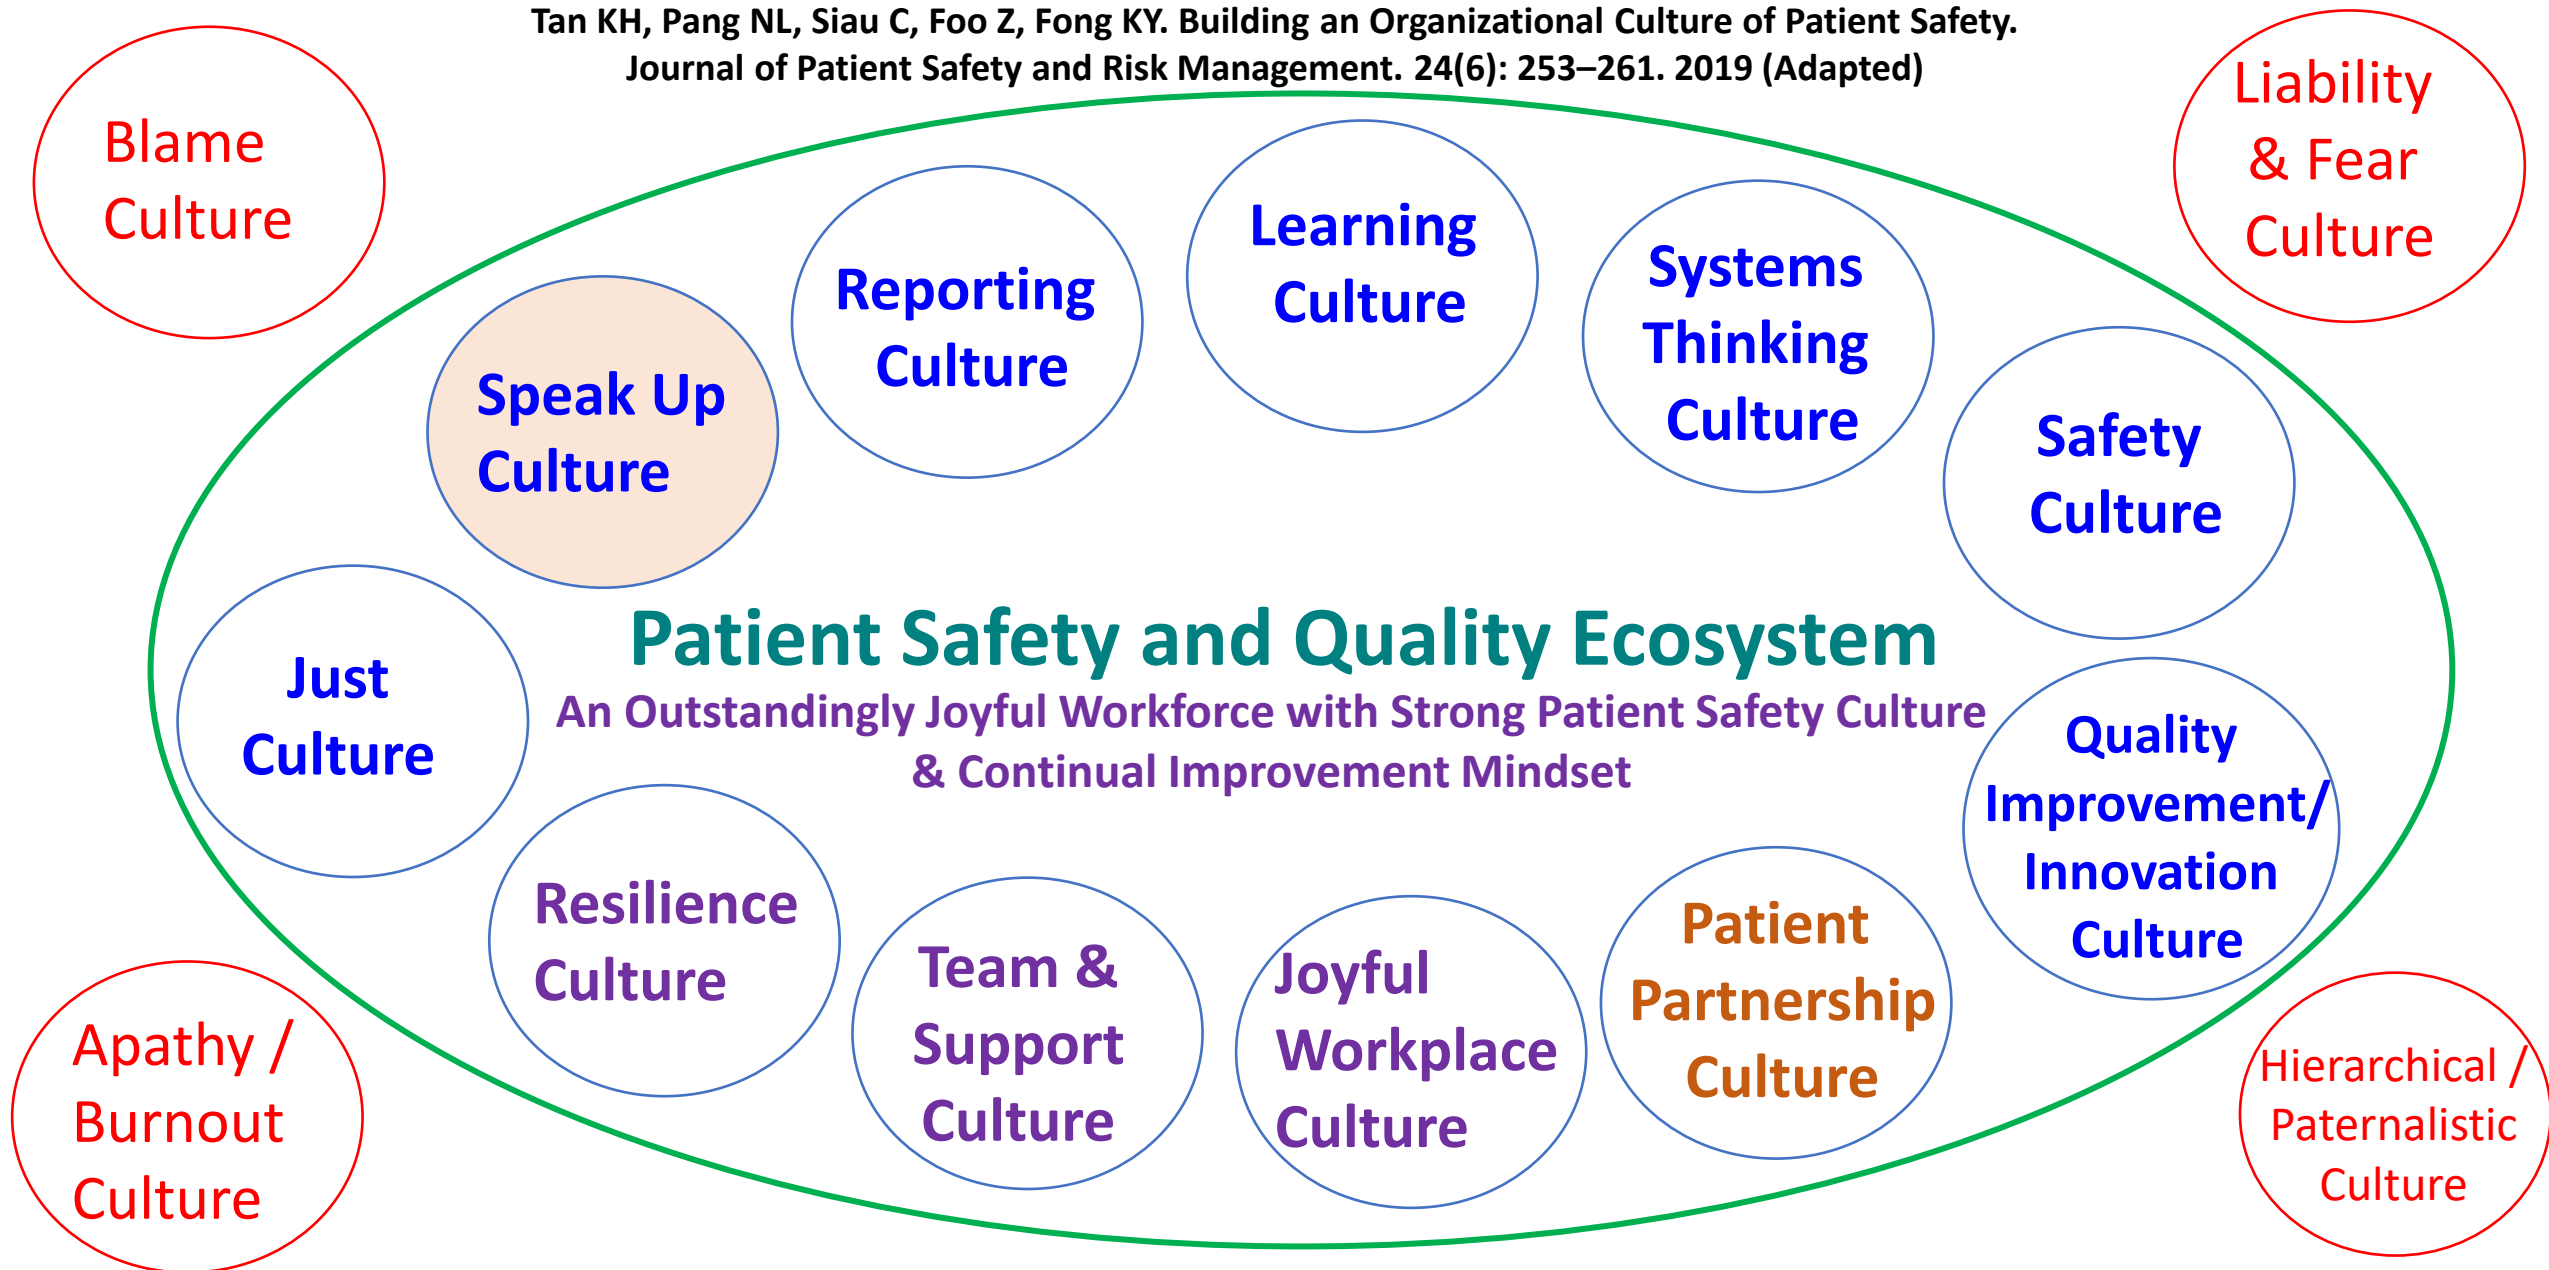 Tan KH, Pang NL, Siau C, Foo Z, Fong KY. Building an Organizational Culture of Patient Safety.
Journal of Patient Safety and Risk Management. 24(6): 253–261. 2019 (Adapted)
Blame
Culture
Liability
& Fear
Culture
Speak Up
Culture
Reporting
Culture
Learning
Culture
Systems
Thinking
Culture
Safety
Culture
Just
Culture
Patient Safety and Quality Ecosystem
An Outstandingly Joyful Workforce with Strong Patient Safety Culture
& Continual Improvement Mindset
Quality
Improvement/
Innovation
Culture
Resilience
Culture
Team &
Support
Culture
Joyful
Workplace
Culture
Patient
Partnership
Culture
Apathy /
Burnout
Culture
Hierarchical /
Paternalistic
Culture